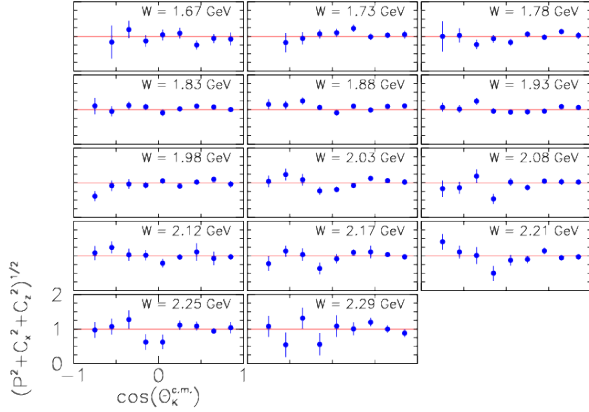 W = 1.67 GeV
W = 1.73 GeV
W = 1.78 GeV
W = 1.83 GeV
W = 1.88 GeV
W = 1.93 GeV
W = 1.98 GeV
W = 2.03 GeV
W = 2.08 GeV
W = 2.12 GeV
W = 2.17 GeV
W = 2.21 GeV
W = 2.25 GeV
W = 2.29 GeV
(P²+Cₓ²+C_z²)^1/2
2
1
0
−1 0 1
cos(Θ_K^c.m.)